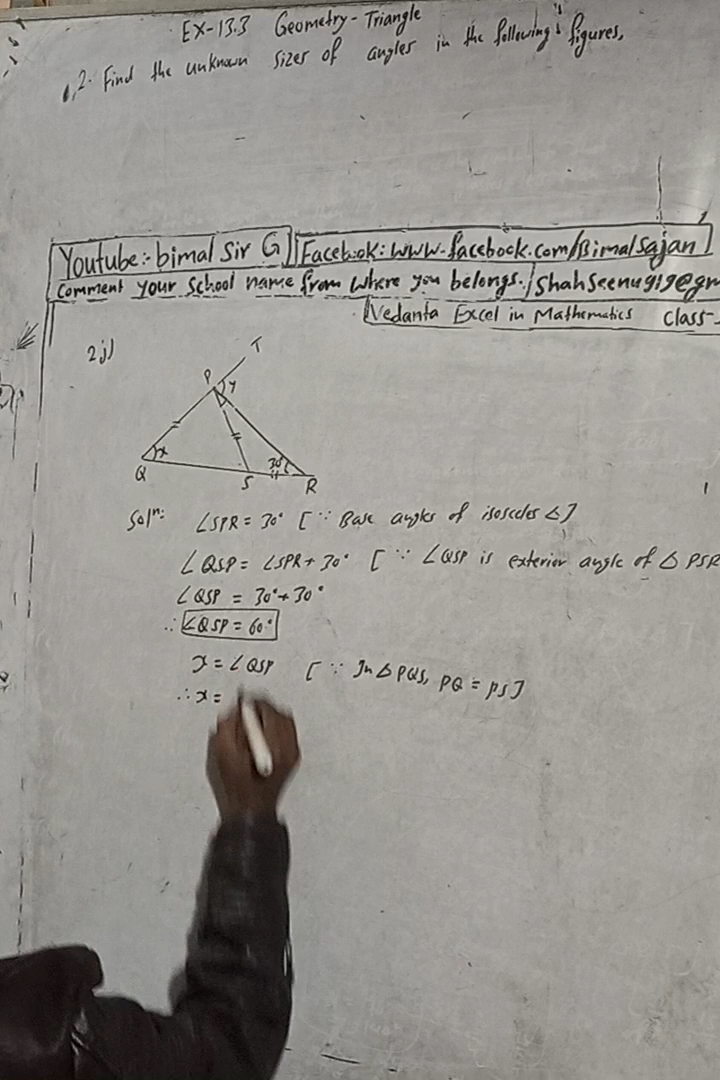 EX-13.3 Geometry-Triangle
2. Find the unknown sizes of angles in the following figures,
Youtube:- bimal Sir G
Facebook: www.facebook.com/Bimalsajan
Comment your School name from where you belongs./
Vedanta Excel in Mathematics Class-
2j)
T
P
y
x
30°
Q
S
R
Solⁿ: ∠SPR = 30° [∵ Base angles of isosceles Δ]
∠QSP = ∠SPR + 30° [∵ ∠QSP is exterior angle of Δ PSR
∠QSP = 30° + 30°
∴ ∠QSP = 60°
x = ∠QSP [∵ In Δ PQS, PQ = PS]
∴ x =